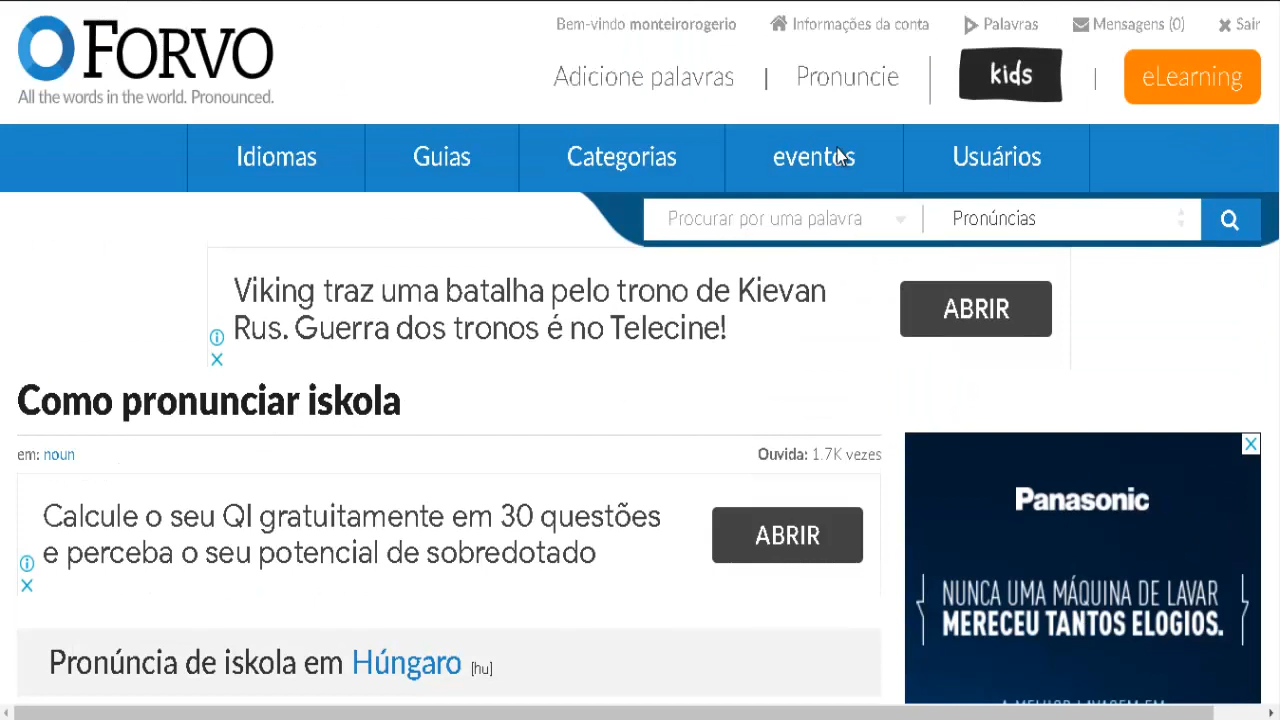 Bem-vindo monteirorogerio Informações da conta Palavras Mensagens (0) Sair
FORVO
All the words in the world. Pronounced.
Adicione palavras | Pronuncie | kids | eLearning
Idiomas Guias Categorias eventos Usuários
Procurar por uma palavra Pronúncias
Viking traz uma batalha pelo trono de Kievan
Rus. Guerra dos tronos é no Telecine!
ABRIR
Como pronunciar iskola
em: noun
Ouvida: 1.7K vezes
Calcule o seu QI gratuitamente em 30 questões
e perceba o seu potencial de sobredotado
ABRIR
Panasonic
NUNCA UMA MÁQUINA DE LAVAR
MERECEU TANTOS ELOGIOS.
Pronúncia de iskola em Húngaro [hu]